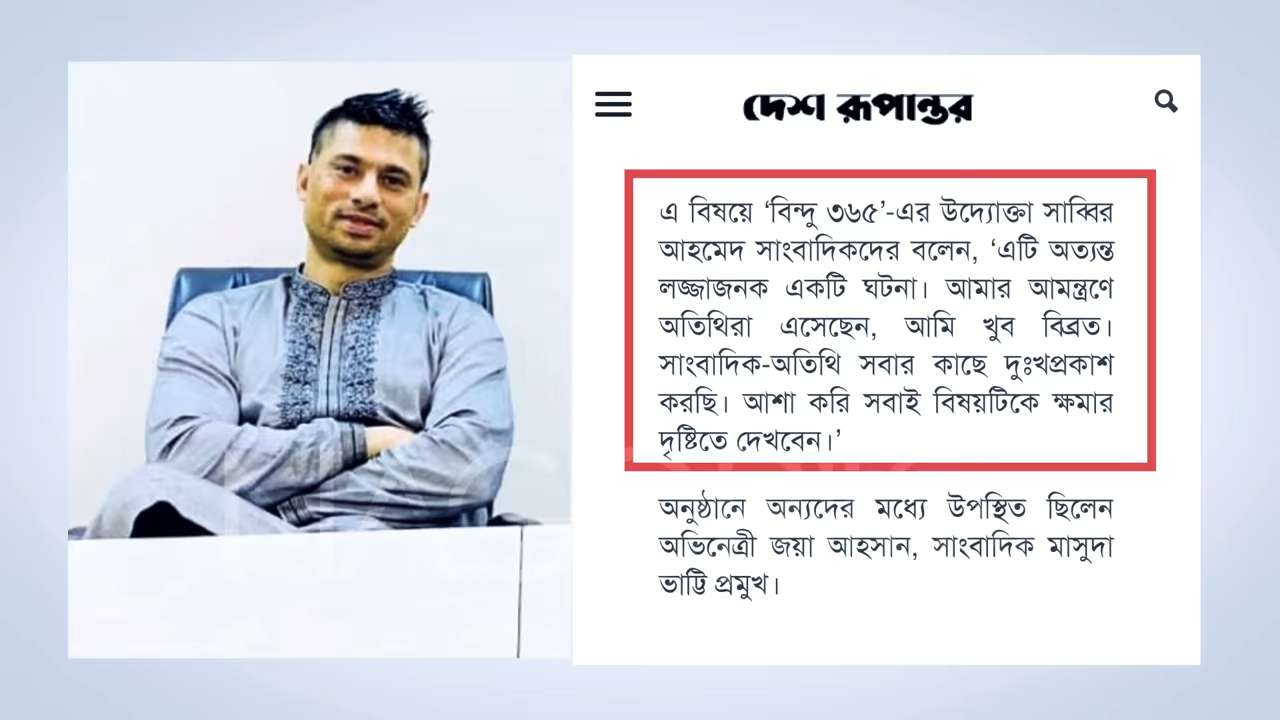 দেশ রূপান্তর
এ বিষয়ে ‘বিন্দু ৩৬৫’-এর উদ্যোক্তা সাব্বির
আহমেদ সাংবাদিকদের বলেন, ‘এটি অত্যন্ত
লজ্জাজনক একটি ঘটনা। আমার আমন্ত্রণে
অতিথিরা এসেছেন, আমি খুব বিব্রত।
সাংবাদিক-অতিথি সবার কাছে দুঃখপ্রকাশ
করছি। আশা করি সবাই বিষয়টিকে ক্ষমার
দৃষ্টিতে দেখবেন।’
অনুষ্ঠানে অন্যদের মধ্যে উপস্থিত ছিলেন
অভিনেত্রী জয়া আহসান, সাংবাদিক মাসুদা
ভাট্টি প্রমুখ।